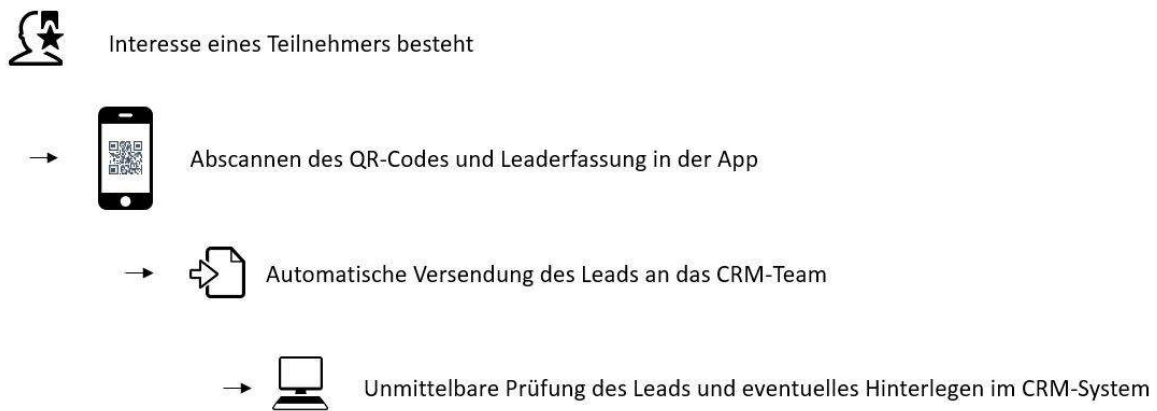 Interesse eines Teilnehmers besteht
Abscannen des QR-Codes und Leaderfassung in der App
Automatische Versendung des Leads an das CRM-Team
Unmittelbare Prüfung des Leads und eventuelles Hinterlegen im CRM-System